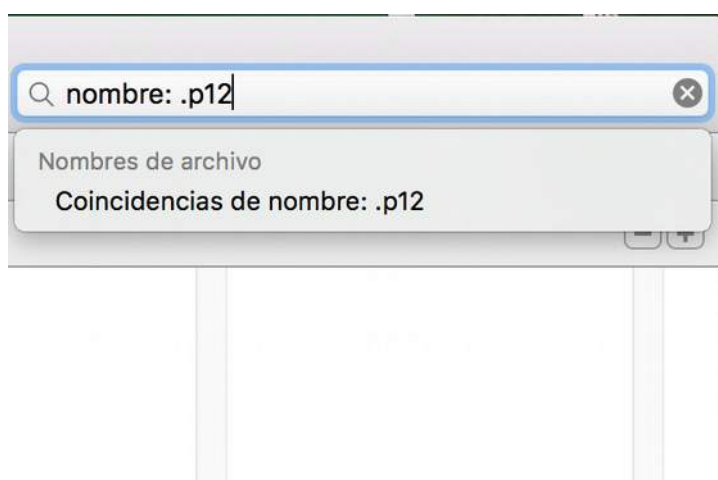 nombre: .p12
Nombres de archivo
Coincidencias de nombre: .p12